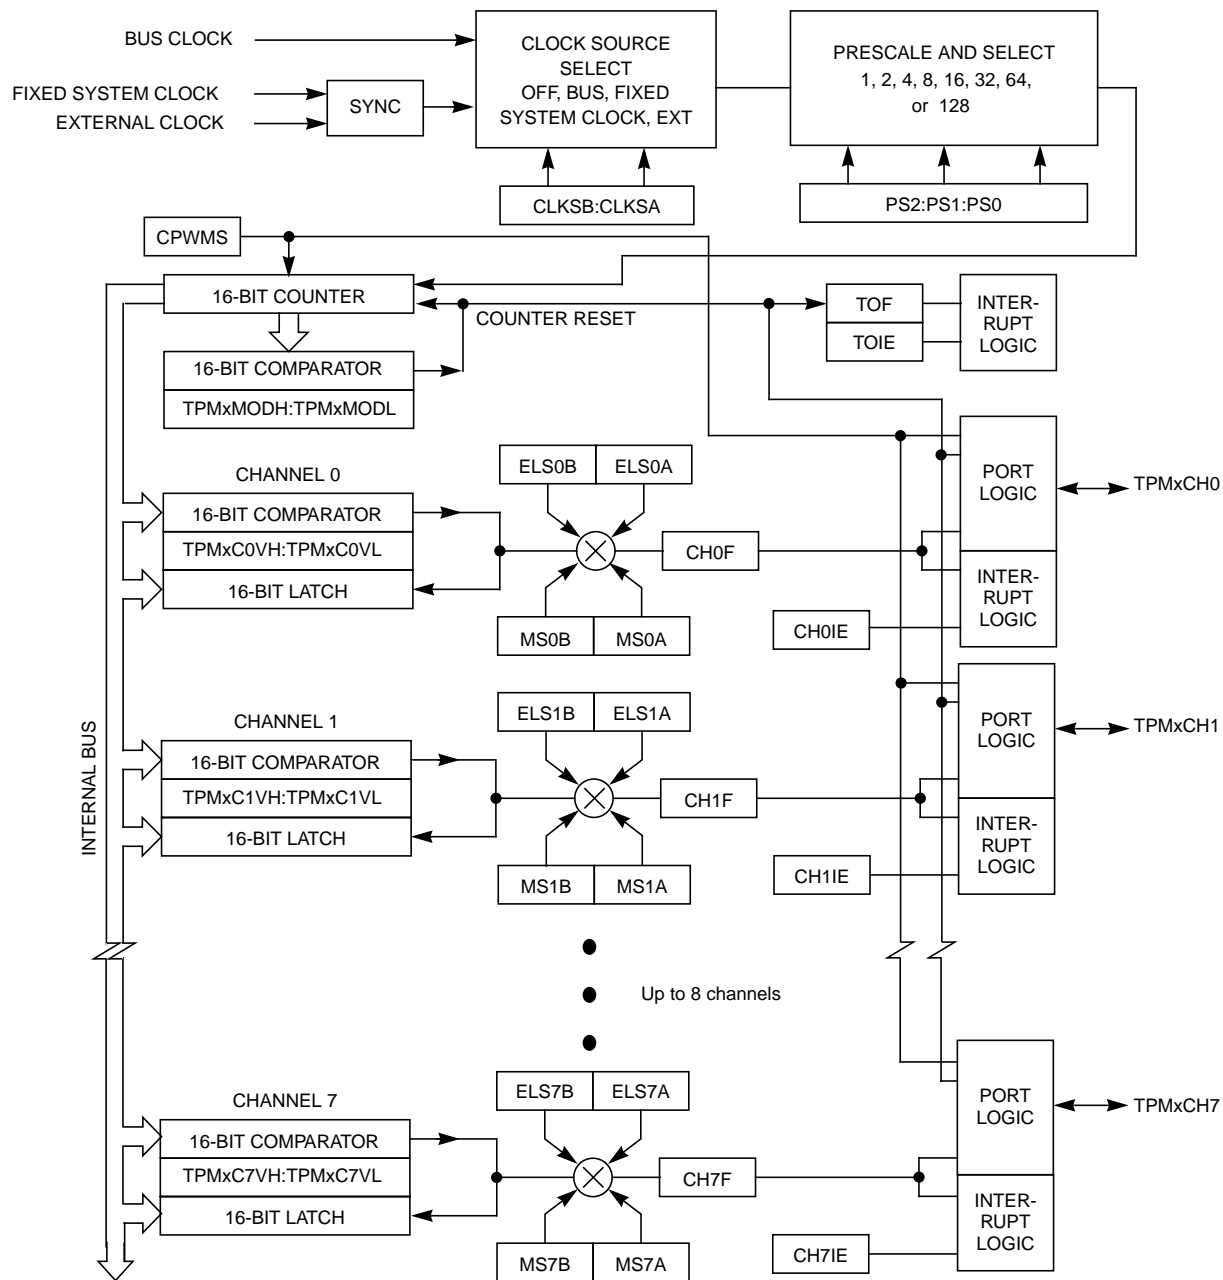 BUS CLOCK
FIXED SYSTEM CLOCK
EXTERNAL CLOCK
SYNC
CLOCK SOURCE
SELECT
OFF, BUS, FIXED
SYSTEM CLOCK, EXT
PRESCALE AND SELECT
1, 2, 4, 8, 16, 32, 64,
or 128
CLKSB:CLKSA
PS2:PS1:PS0
CPWMS
16-BIT COUNTER
COUNTER RESET
TOF
TOIE
INTER-
RUPT
LOGIC
16-BIT COMPARATOR
TPMxMODH:TPMxMODL
INTERNAL BUS
CHANNEL 0
16-BIT COMPARATOR
TPMxC0VH:TPMxC0VL
16-BIT LATCH
ELS0B
ELS0A
MS0B
MS0A
CH0F
CH0IE
PORT
LOGIC
INTER-
RUPT
LOGIC
TPMxCH0
CHANNEL 1
16-BIT COMPARATOR
TPMxC1VH:TPMxC1VL
16-BIT LATCH
ELS1B
ELS1A
MS1B
MS1A
CH1F
CH1IE
PORT
LOGIC
INTER-
RUPT
LOGIC
TPMxCH1
Up to 8 channels
CHANNEL 7
16-BIT COMPARATOR
TPMxC7VH:TPMxC7VL
16-BIT LATCH
ELS7B
ELS7A
MS7B
MS7A
CH7F
CH7IE
PORT
LOGIC
INTER-
RUPT
LOGIC
TPMxCH7